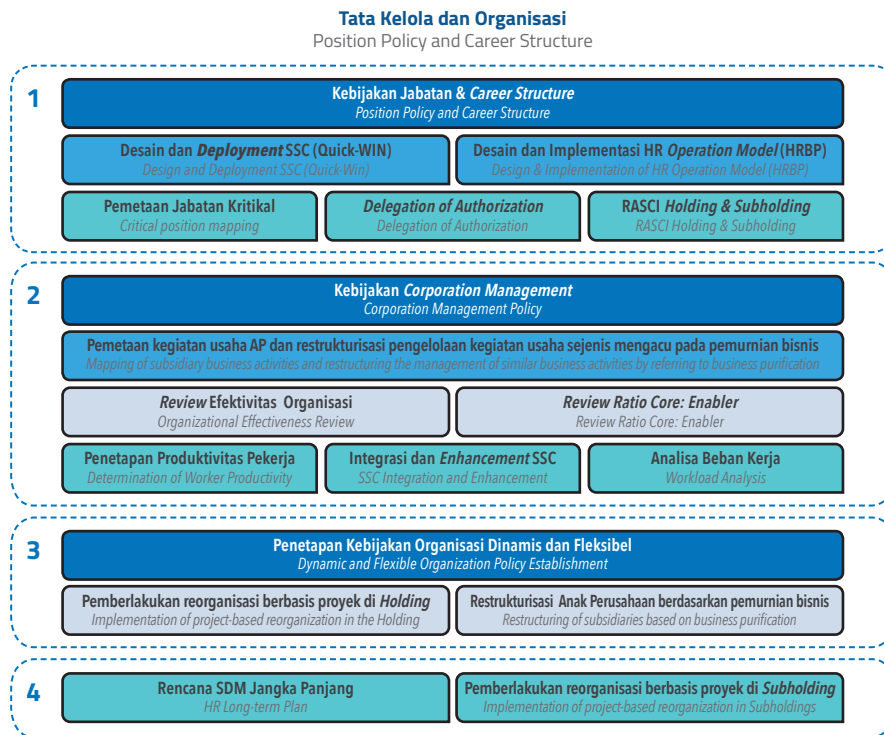 Tata Kelola dan Organisasi
Position Policy and Career Structure
1
Kebijakan Jabatan & Career Structure
Position Policy and Career Structure
Desain dan Deployment SSC (Quick-WIN)
Design and Deployment SSC (Quick-Win)
Desain dan Implementasi HR Operation Model (HRBP)
Design & Implementation of HR Operation Model (HRBP)
Pemetaan Jabatan Kritikal
Critical position mapping
Delegation of Authorization
Delegation of Authorization
RASCI Holding & Subholding
RASCI Holding & Subholding
2
Kebijakan Corporation Management
Corporation Management Policy
Pemetaan kegiatan usaha AP dan restrukturisasi pengelolaan kegiatan usaha sejenis mengacu pada pemurnian bisnis
Mapping of subsidiary business activities and restructuring the management of similar business activities by referring to business purification
Review Efektivitas Organisasi
Organizational Effectiveness Review
Review Ratio Core: Enabler
Review Ratio Core: Enabler
Penetapan Produktivitas Pekerja
Determination of Worker Productivity
Integrasi dan Enhancement SSC
SSC Integration and Enhancement
Analisa Beban Kerja
Workload Analysis
3
Penetapan Kebijakan Organisasi Dinamis dan Fleksibel
Dynamic and Flexible Organization Policy Establishment
Pemberlakukan reorganisasi berbasis proyek di Holding
Implementation of project-based reorganization in the Holding
Restrukturisasi Anak Perusahaan berdasarkan pemurnian bisnis
Restructuring of subsidiaries based on business purification
4
Rencana SDM Jangka Panjang
HR Long-term Plan
Pemberlakukan reorganisasi berbasis proyek di Subholding
Implementation of project-based reorganization in Subholdings